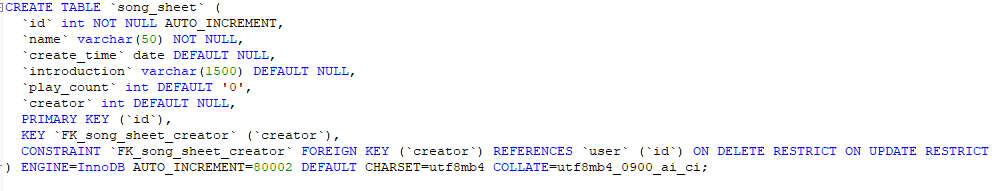 CREATE TABLE `song_sheet` (
`id` int NOT NULL AUTO_INCREMENT,
`name` varchar(50) NOT NULL,
`create_time` date DEFAULT NULL,
`introduction` varchar(1500) DEFAULT NULL,
`play_count` int DEFAULT '0',
`creator` int DEFAULT NULL,
PRIMARY KEY (`id`),
KEY `FK_song_sheet_creator` (`creator`),
CONSTRAINT `FK_song_sheet_creator` FOREIGN KEY (`creator`) REFERENCES `user` (`id`) ON DELETE RESTRICT ON UPDATE RESTRICT
) ENGINE=InnoDB AUTO_INCREMENT=80002 DEFAULT CHARSET=utf8mb4 COLLATE=utf8mb4_0900_ai_ci;